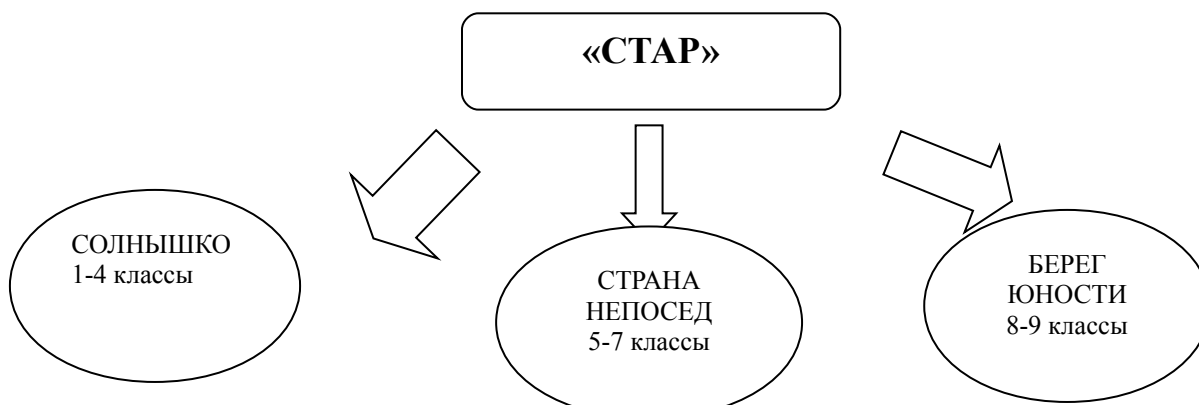 «СТАР»
СОЛНЫШКО
1-4 классы
СТРАНА
НЕПОСЕД
5-7 классы
БЕРЕГ
ЮНОСТИ
8-9 классы